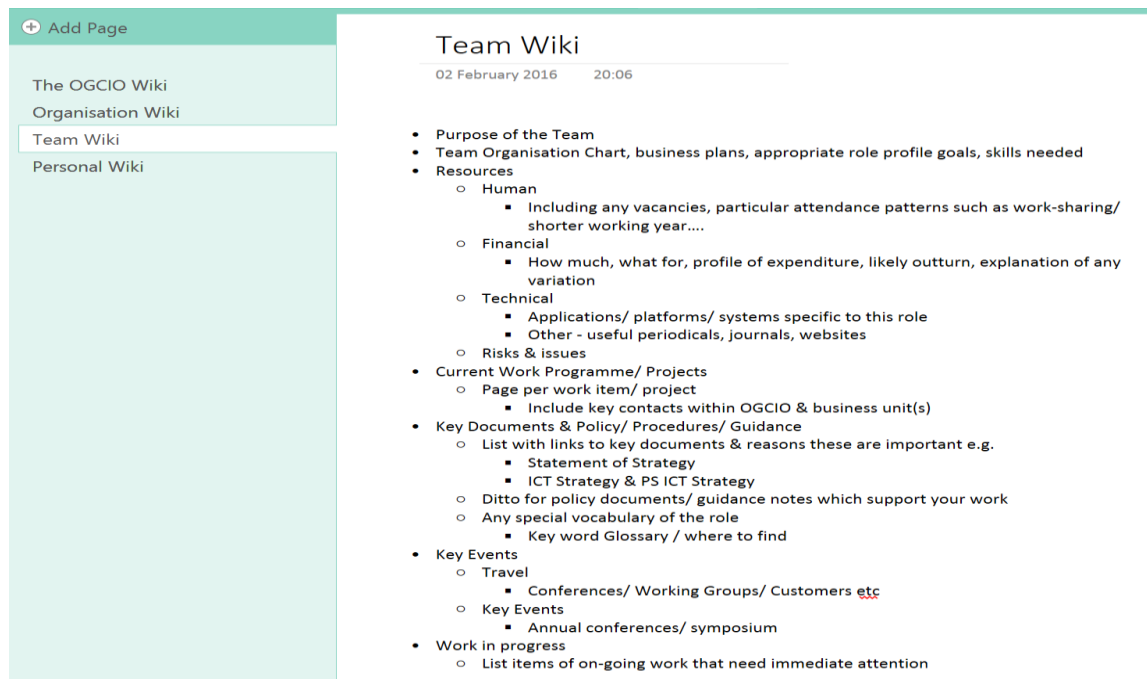 Add Page
The OGCIO Wiki
Organisation Wiki
Team Wiki
Personal Wiki
Team Wiki
02 February 2016 20:06
• Purpose of the Team
• Team Organisation Chart, business plans, appropriate role profile goals, skills needed
• Resources
○ Human
▪ Including any vacancies, particular attendance patterns such as work-sharing/
shorter working year....
○ Financial
▪ How much, what for, profile of expenditure, likely outturn, explanation of any
variation
○ Technical
▪ Applications/ platforms/ systems specific to this role
▪ Other - useful periodicals, journals, websites
○ Risks & issues
• Current Work Programme/ Projects
○ Page per work item/ project
▪ Include key contacts within OGCIO & business unit(s)
• Key Documents & Policy/ Procedures/ Guidance
○ List with links to key documents & reasons these are important e.g.
▪ Statement of Strategy
▪ ICT Strategy & PS ICT Strategy
○ Ditto for policy documents/ guidance notes which support your work
○ Any special vocabulary of the role
▪ Key word Glossary / where to find
• Key Events
○ Travel
▪ Conferences/ Working Groups/ Customers etc
○ Key Events
▪ Annual conferences/ symposium
• Work in progress
○ List items of on-going work that need immediate attention